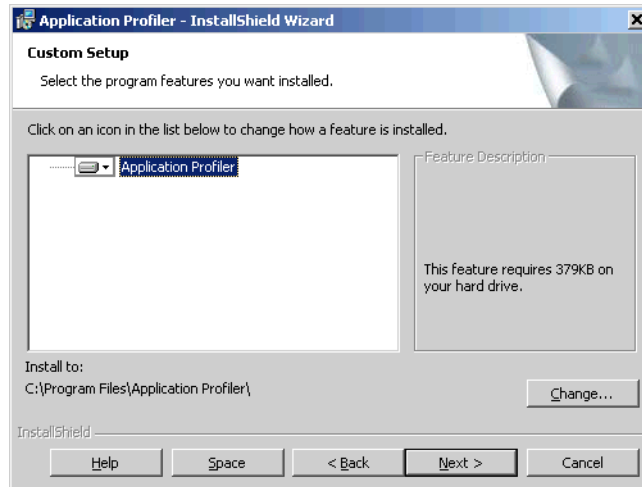 Application Profiler - InstallShield Wizard
Custom Setup
Select the program features you want installed.
Click on an icon in the list below to change how a feature is installed.
Application Profiler
Feature Description
This feature requires 379KB on
your hard drive.
Install to:
C:\Program Files\Application Profiler\
Change...
InstallShield
Help
Space
< Back
Next >
Cancel